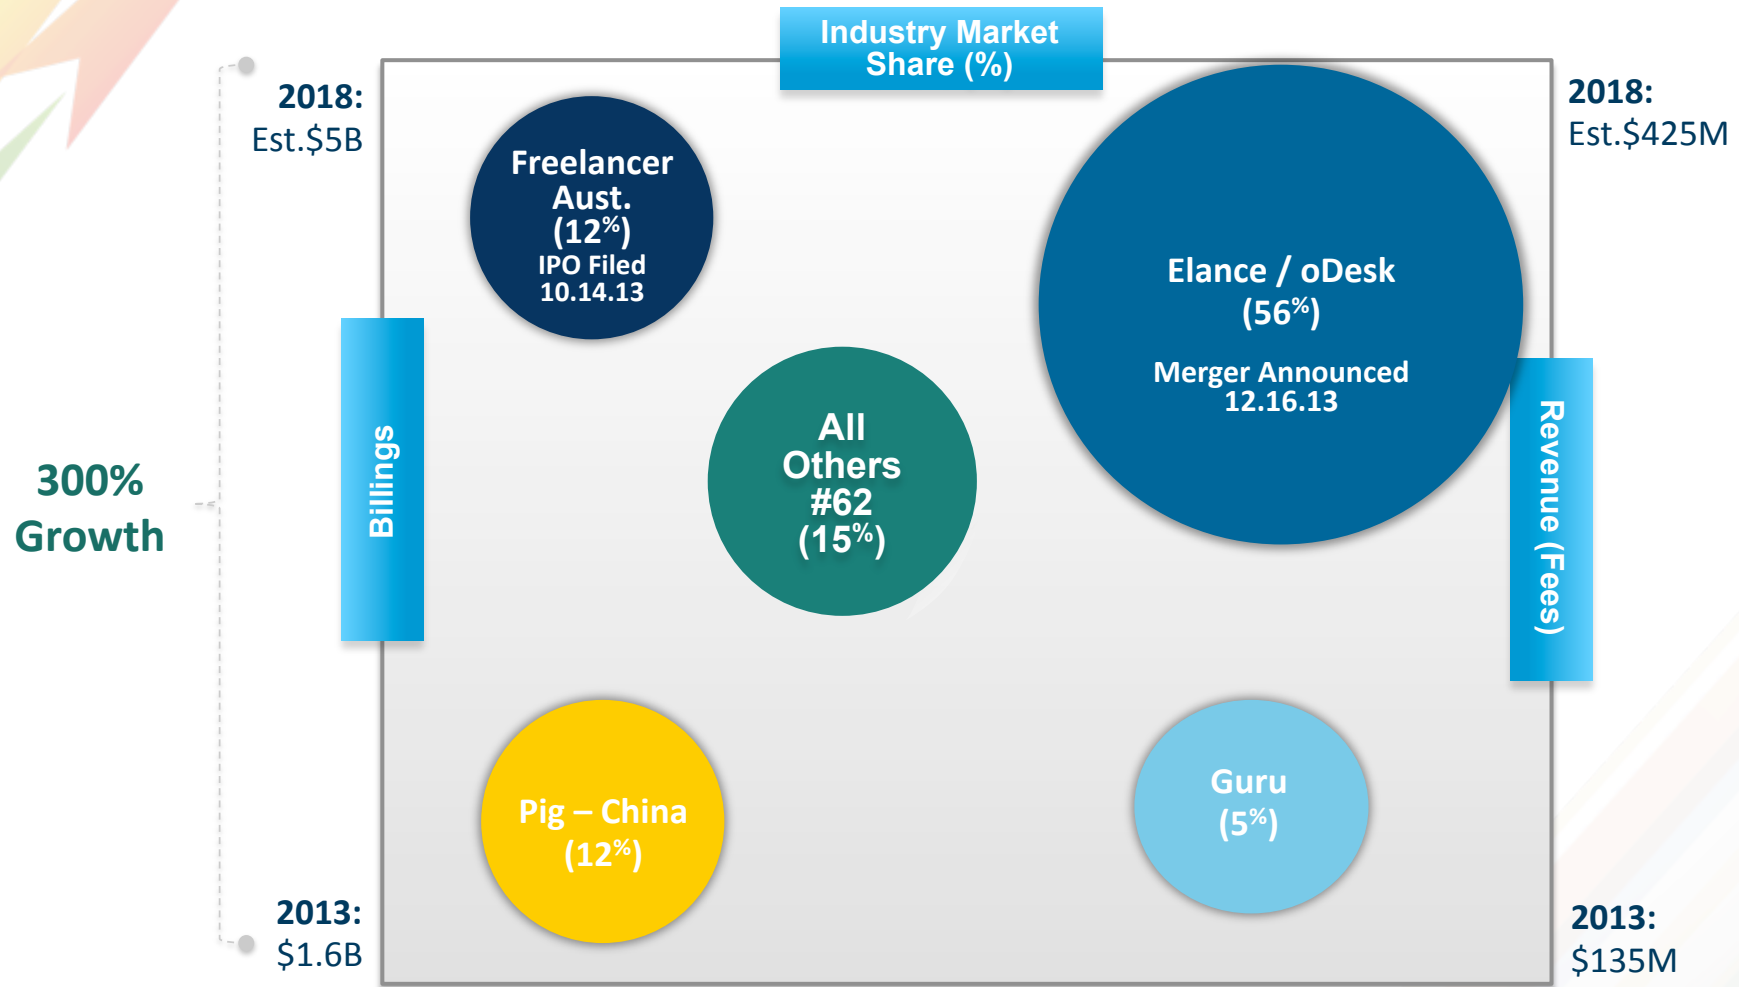 Industry Market
Share (%)
2018:
Est.$5B
2018:
Est.$425M
Freelancer
Aust.
(12%)
IPO Filed
10.14.13
Elance / oDesk
(56%)
Merger Announced
12.16.13
All
Others
#62
(15%)
300%
Growth
Billings
Revenue (Fees)
Pig – China
(12%)
Guru
(5%)
2013:
$1.6B
2013:
$135M